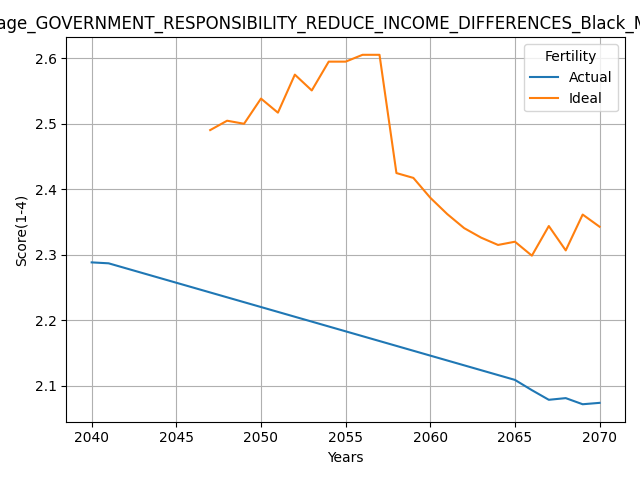 age_GOVERNMENT_RESPONSIBILITY_REDUCE_INCOME_DIFFERENCES_Black_M
Fertility
Actual
Ideal
Score(1-4)
2.6
2.5
2.4
2.3
2.2
2.1
2040 2045 2050 2055 2060 2065 2070
Years